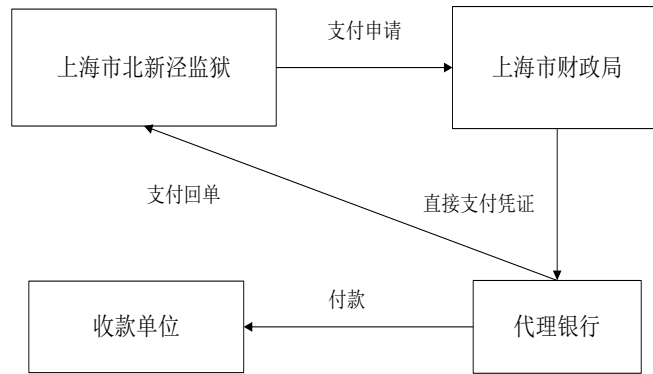 支付申请
上海市北新泾监狱
上海市财政局
支付回单
直接支付凭证
付款
收款单位
代理银行